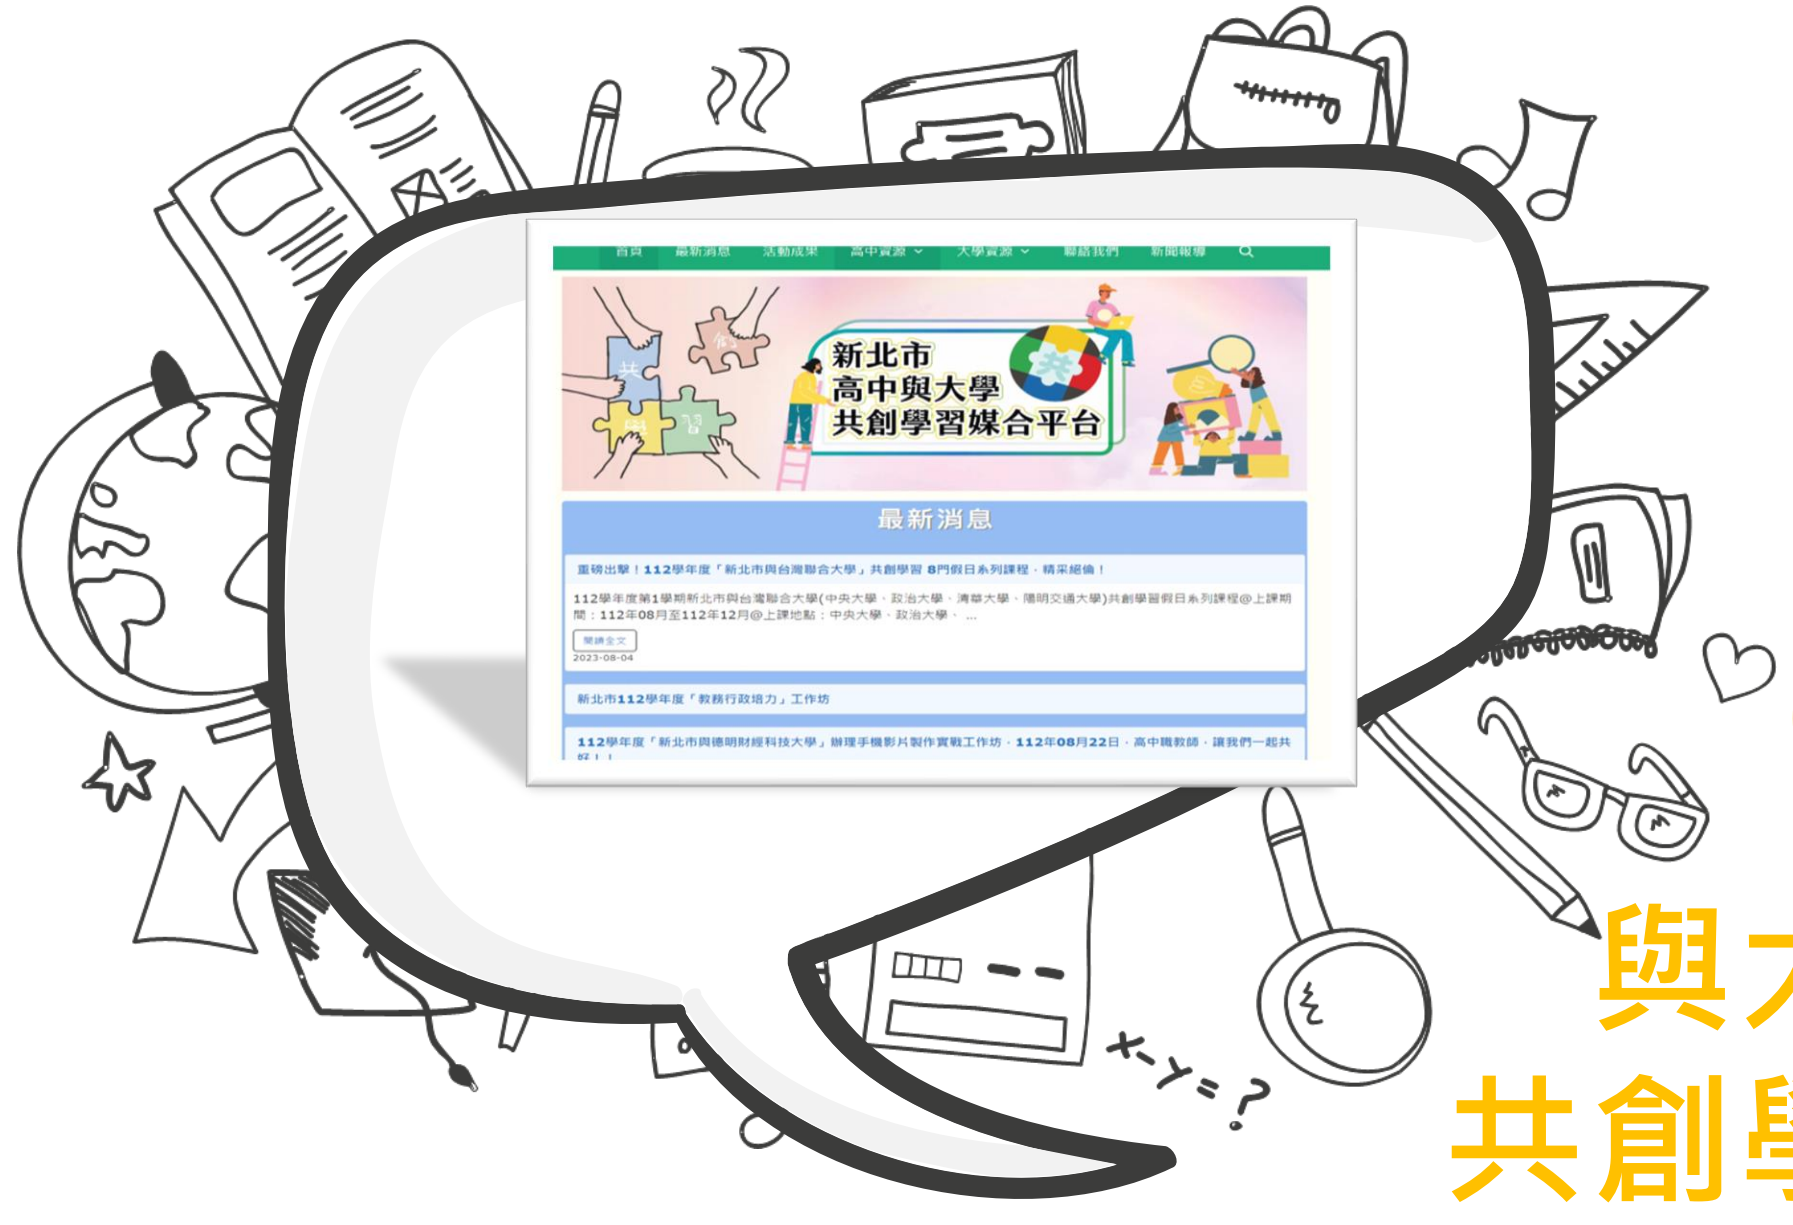 首頁 最新消息 活動成果 高中資源 大學資源 聯絡我們 新聞報導
共
創
學
習
新北市
高中與大學
共創學習媒合平台
共
最新消息
重磅出擊！112學年度「新北市與台灣聯合大學」共創學習 8門假日系列課程，精采絕倫！
112學年度第1學期新北市與台灣聯合大學(中央大學、政治大學、清華大學、陽明交通大學)共創學習假日系列課程@上課期
間：112年08月至112年12月@上課地點：中央大學、政治大學、 ...
閱讀全文
2023-08-04
新北市112學年度「教務行政培力」工作坊
112學年度「新北市與德明財經科技大學」辦理手機影片製作實戰工作坊，112年08月22日，高中職教師，讓我們一起共
好！！
x-y=?
與大
共創學